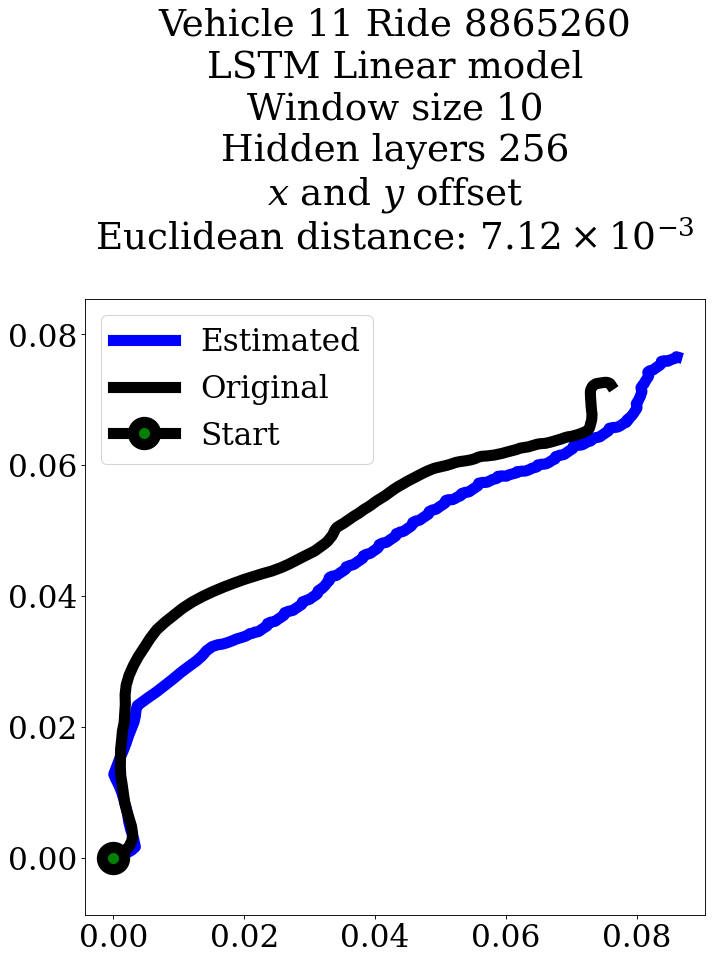 Vehicle 11 Ride 8865260
LSTM Linear model
Window size 10
Hidden layers 256
x and y offset
Euclidean distance: 7.12 × 10⁻³
Estimated
Original
Start
0.08
0.06
0.04
0.02
0.00
0.00 0.02 0.04 0.06 0.08